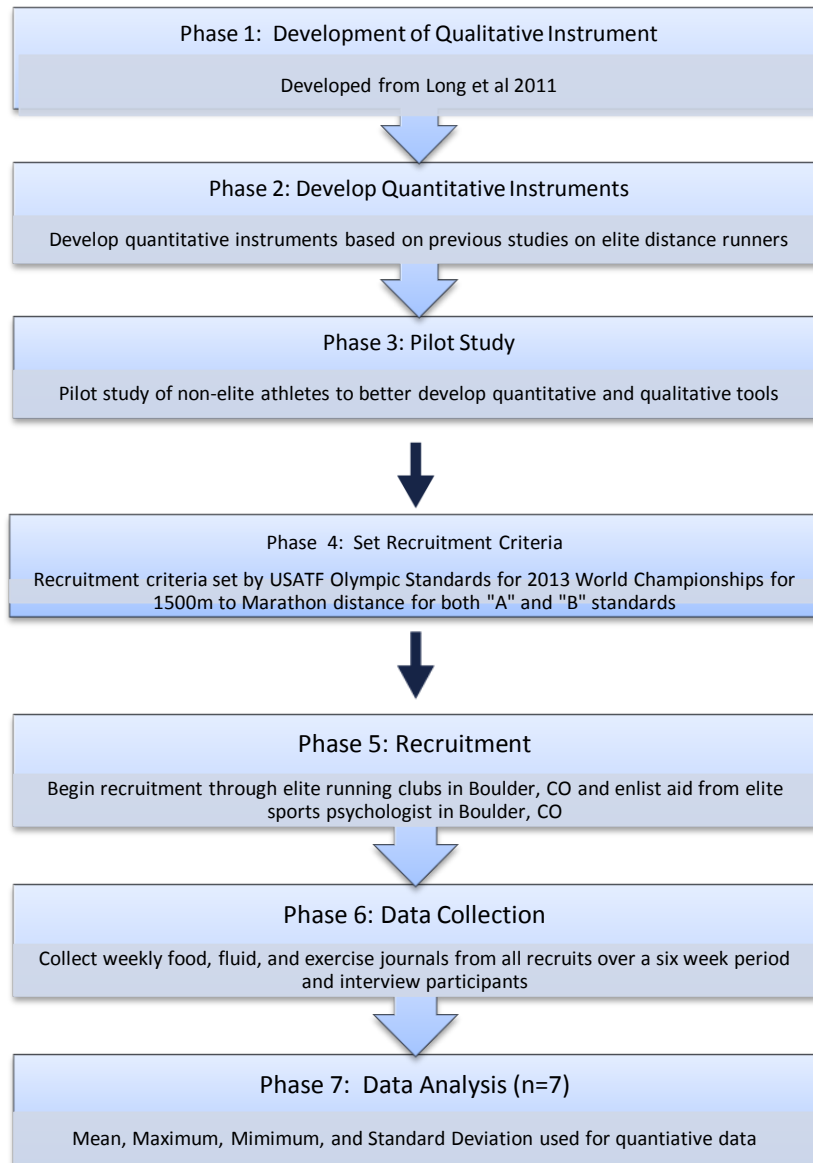 Phase 1:  Development of Qualitative Instrument
Developed from Long et al 2011
Phase 2: Develop Quantitative Instruments
Develop quantitative instruments based on previous studies on elite distance runners
Phase 3: Pilot Study
Pilot study of non-elite athletes to better develop quantitative and qualitative tools
Phase  4:  Set Recruitment Criteria
Recruitment criteria set by USATF Olympic Standards for 2013 World Championships for
1500m to Marathon distance for both "A" and "B" standards
Phase 5: Recruitment
Begin recruitment through elite running clubs in Boulder, CO and enlist aid from elite
sports psychologist in Boulder, CO
Phase 6: Data Collection
Collect weekly food, fluid, and exercise journals from all recruits over a six week period
and interview participants
Phase 7:  Data Analysis (n=7)
Mean, Maximum, Mimimum, and Standard Deviation used for quantiative data